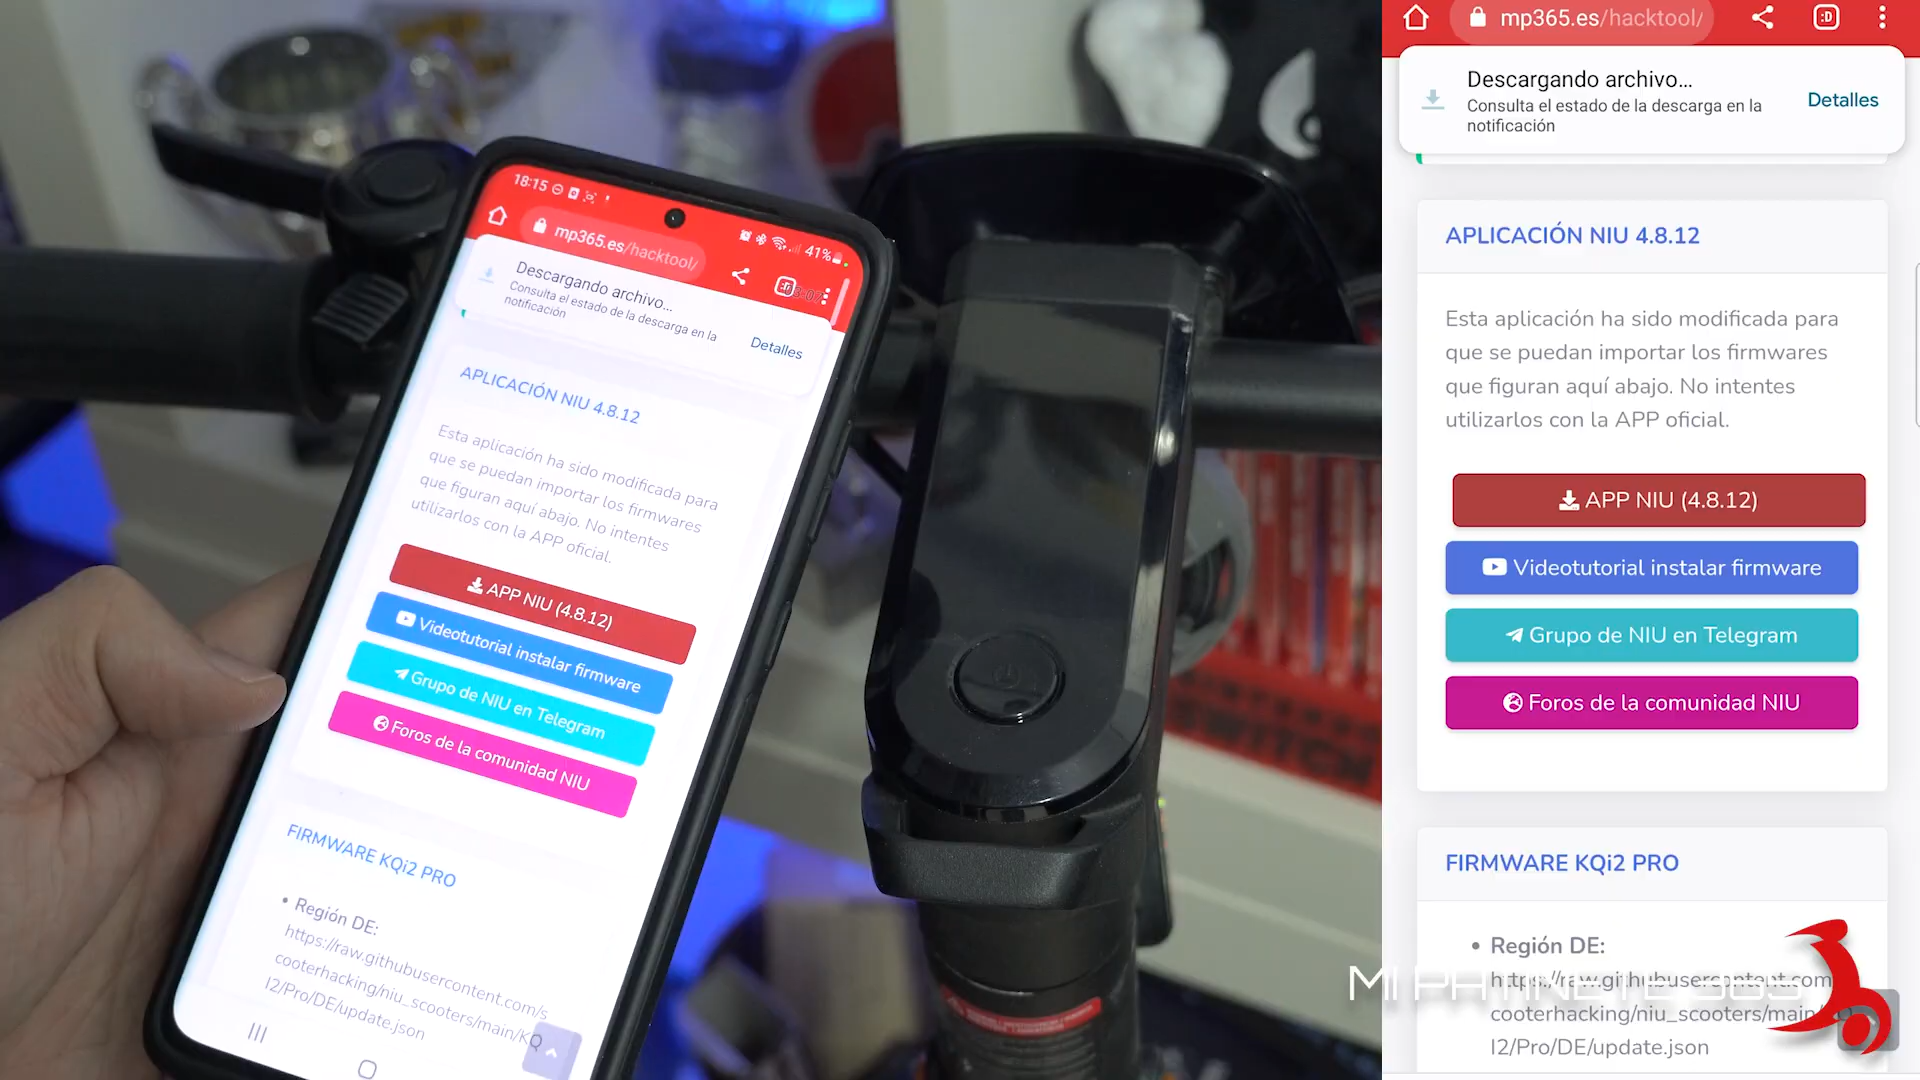 18:15
41%
mp365.es/hacktool/
Descargando archivo...
Consulta el estado de la descarga en la
notificación
Detalles
APLICACIÓN NIU 4.8.12
Esta aplicación ha sido modificada para
que se puedan importar los firmwares
que figuran aquí abajo. No intentes
utilizarlos con la APP oficial.
APP NIU (4.8.12)
Videotutorial instalar firmware
Grupo de NIU en Telegram
Foros de la comunidad NIU
FIRMWARE KQi2 PRO
• Región DE:
https://raw.githubusercontent.com/s
cooterhacking/niu_scooters/main/KQ
I2/Pro/DE/update.json
SWITCH
mp365.es/hacktool/
:D
Descargando archivo...
Consulta el estado de la descarga en la
notificación
Detalles
APLICACIÓN NIU 4.8.12
Esta aplicación ha sido modificada para
que se puedan importar los firmwares
que figuran aquí abajo. No intentes
utilizarlos con la APP oficial.
APP NIU (4.8.12)
Videotutorial instalar firmware
Grupo de NIU en Telegram
Foros de la comunidad NIU
FIRMWARE KQi2 PRO
• Región DE:
https://raw.githubusercontent.com
cooterhacking/niu_scooters/main/
I2/Pro/DE/update.json
MI PATINETE SOS